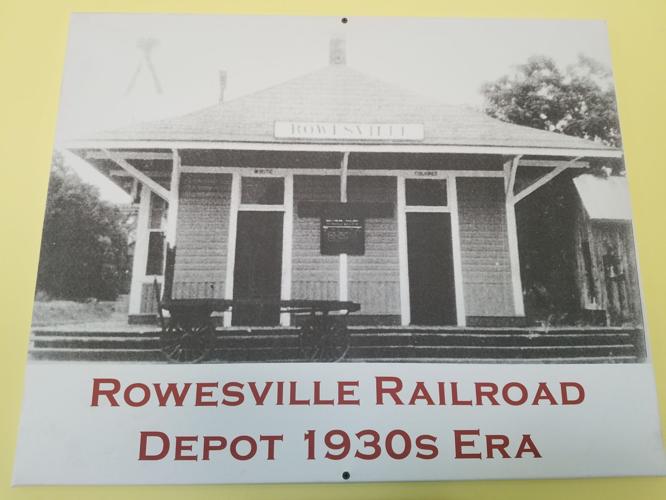 ROWESVILLE
WHITE
COLORED
ROWESVILLE RAILROAD
DEPOT 1930S ERA